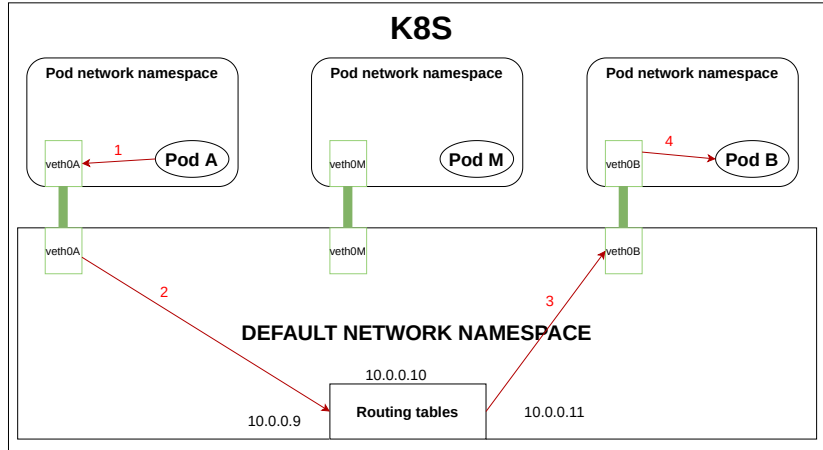 K8S
Pod network namespace
Pod network namespace
Pod network namespace
veth0A
1
Pod A
veth0M
Pod M
veth0B
4
Pod B
veth0A
veth0M
veth0B
2
3
DEFAULT NETWORK NAMESPACE
10.0.0.10
10.0.0.9
Routing tables
10.0.0.11